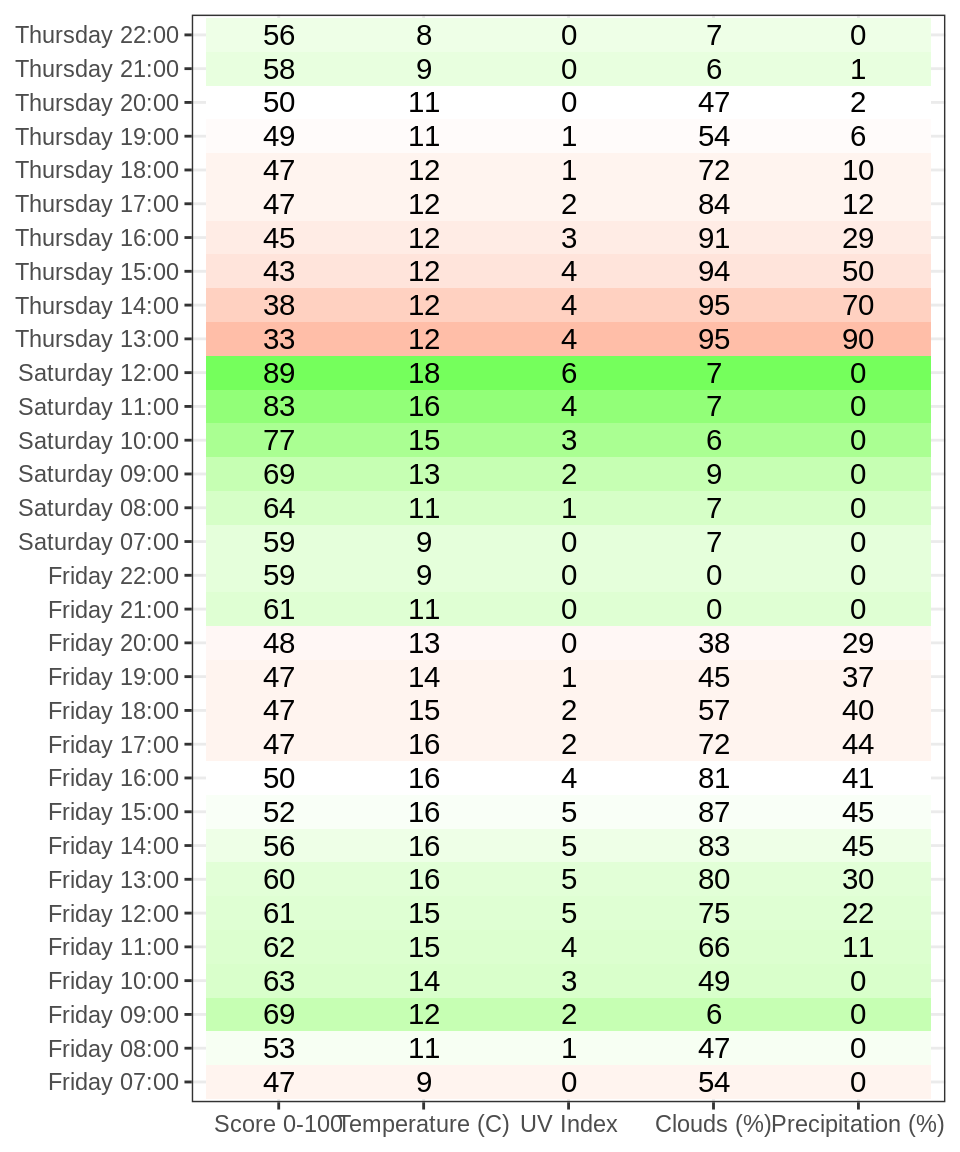 Thursday 22:00 56 8 0 7 0
Thursday 21:00 58 9 0 6 1
Thursday 20:00 50 11 0 47 2
Thursday 19:00 49 11 1 54 6
Thursday 18:00 47 12 1 72 10
Thursday 17:00 47 12 2 84 12
Thursday 16:00 45 12 3 91 29
Thursday 15:00 43 12 4 94 50
Thursday 14:00 38 12 4 95 70
Thursday 13:00 33 12 4 95 90
Saturday 12:00 89 18 6 7 0
Saturday 11:00 83 16 4 7 0
Saturday 10:00 77 15 3 6 0
Saturday 09:00 69 13 2 9 0
Saturday 08:00 64 11 1 7 0
Saturday 07:00 59 9 0 7 0
Friday 22:00 59 9 0 0 0
Friday 21:00 61 11 0 0 0
Friday 20:00 48 13 0 38 29
Friday 19:00 47 14 1 45 37
Friday 18:00 47 15 2 57 40
Friday 17:00 47 16 2 72 44
Friday 16:00 50 16 4 81 41
Friday 15:00 52 16 5 87 45
Friday 14:00 56 16 5 83 45
Friday 13:00 60 16 5 80 30
Friday 12:00 61 15 5 75 22
Friday 11:00 62 15 4 66 11
Friday 10:00 63 14 3 49 0
Friday 09:00 69 12 2 6 0
Friday 08:00 53 11 1 47 0
Friday 07:00 47 9 0 54 0
Score 0-100 Temperature (C) UV Index Clouds (%) Precipitation (%)